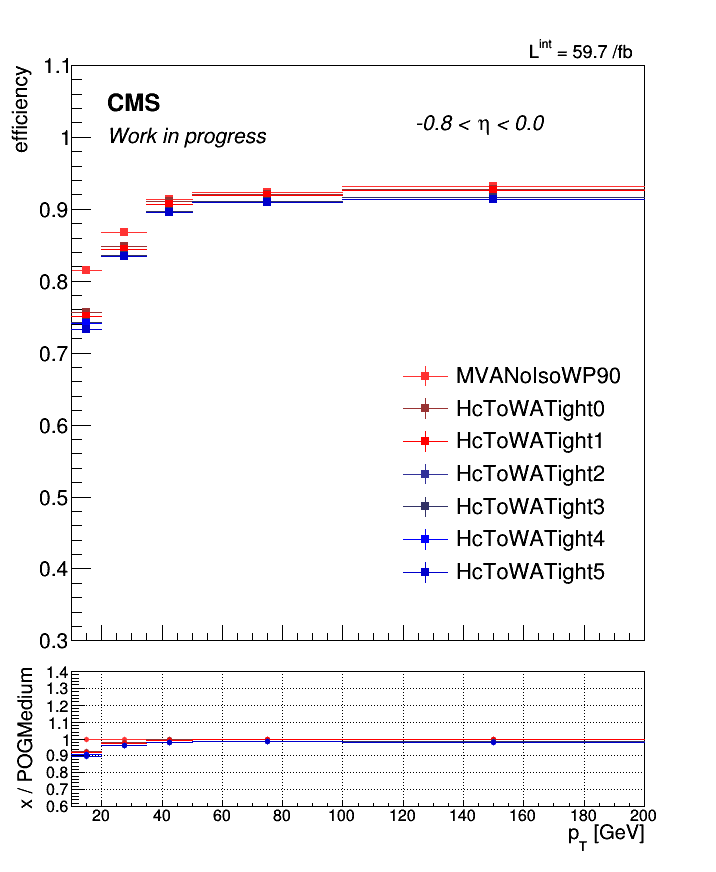 L^int = 59.7 /fb
efficiency
1.1
CMS
Work in progress
-0.8 < η < 0.0
1
0.9
0.8
0.7
0.6
0.5
0.4
0.3
MVANoIsoWP90
HcToWATight0
HcToWATight1
HcToWATight2
HcToWATight3
HcToWATight4
HcToWATight5
x / POGMedium
1.4
1.3
1.2
1.1
1
0.9
0.8
0.7
0.6
20 40 60 80 100 120 140 160 180 200
p_T [GeV]